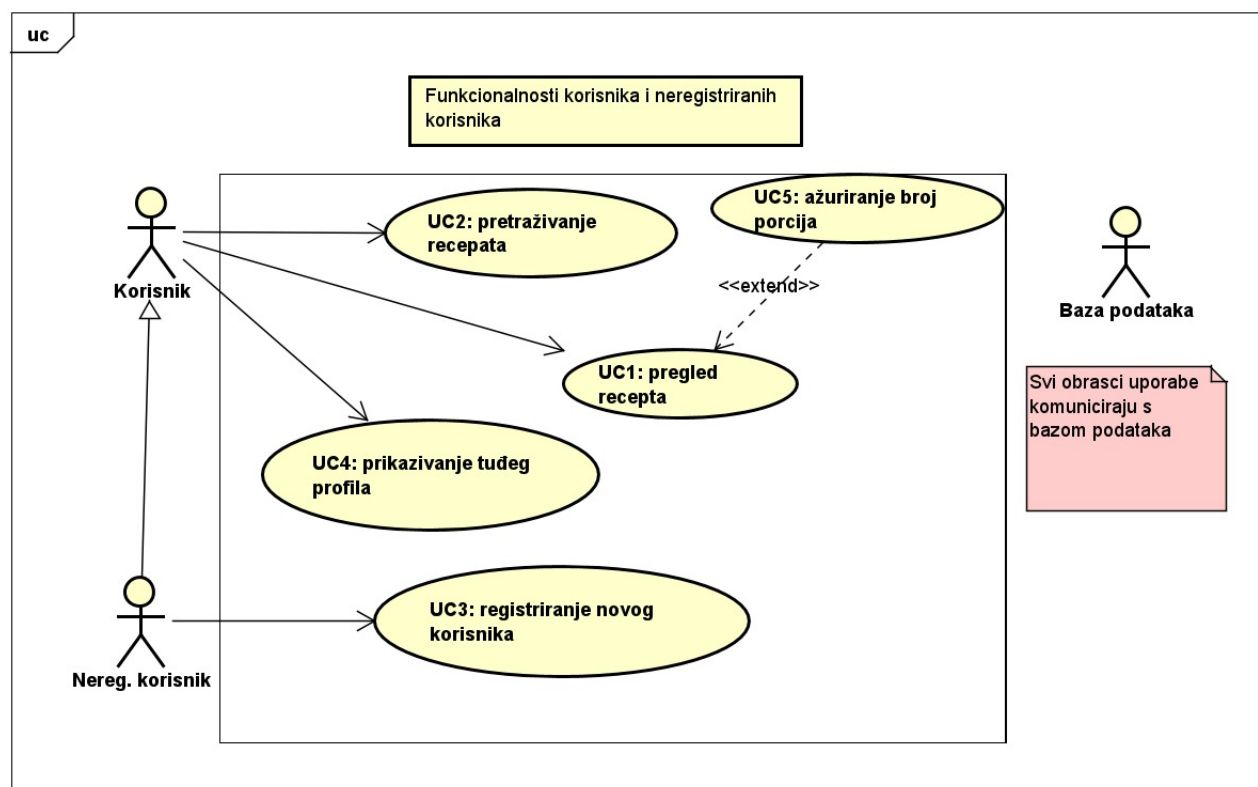 uc
Funkcionalnosti korisnika i neregistriranih
korisnika
UC2: pretraživanje
recepata
UC5: ažuriranje broj
porcija
Korisnik
<<extend>>
Baza podataka
UC1: pregled
recepta
Svi obrasci uporabe
komuniciraju s
bazom podataka
UC4: prikazivanje tuđeg
profila
UC3: registriranje novog
korisnika
Nereg. korisnik